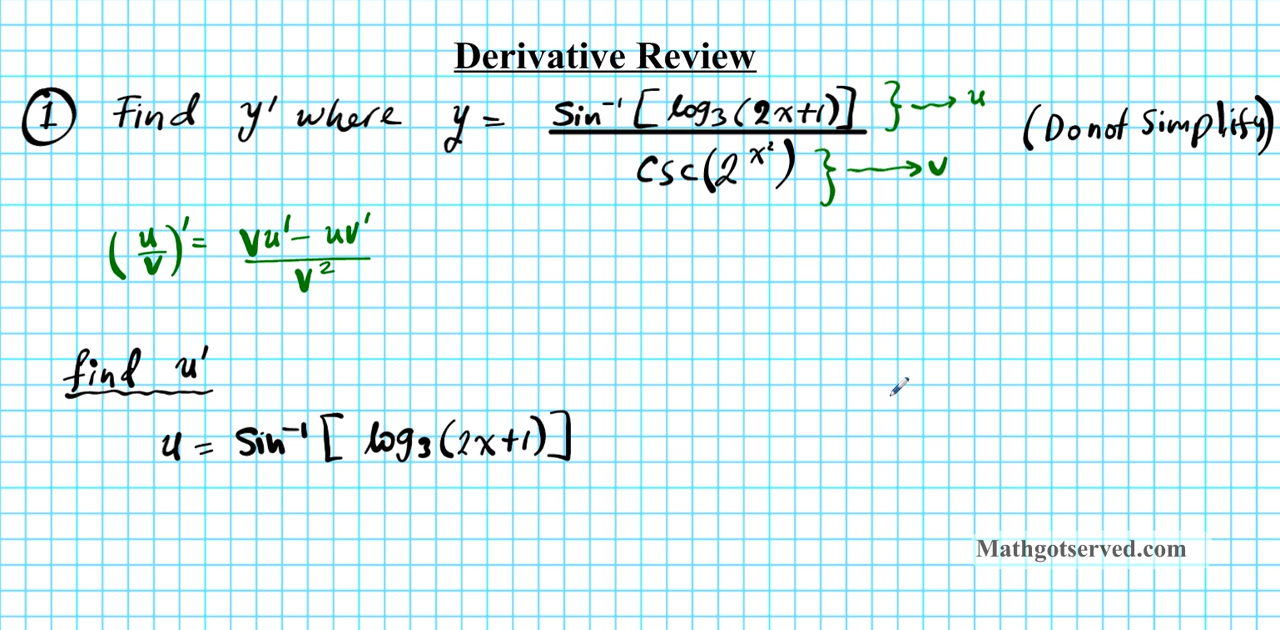 Derivative Review
① Find y' where y = Sin⁻¹[log₃(2x+1)] / Csc(2^x²) } → u } → v (Do not Simplify)
(u/v)' = (vu' - uv') / v²
find u'
u = Sin⁻¹[log₃(2x+1)]
Mathgotserved.com